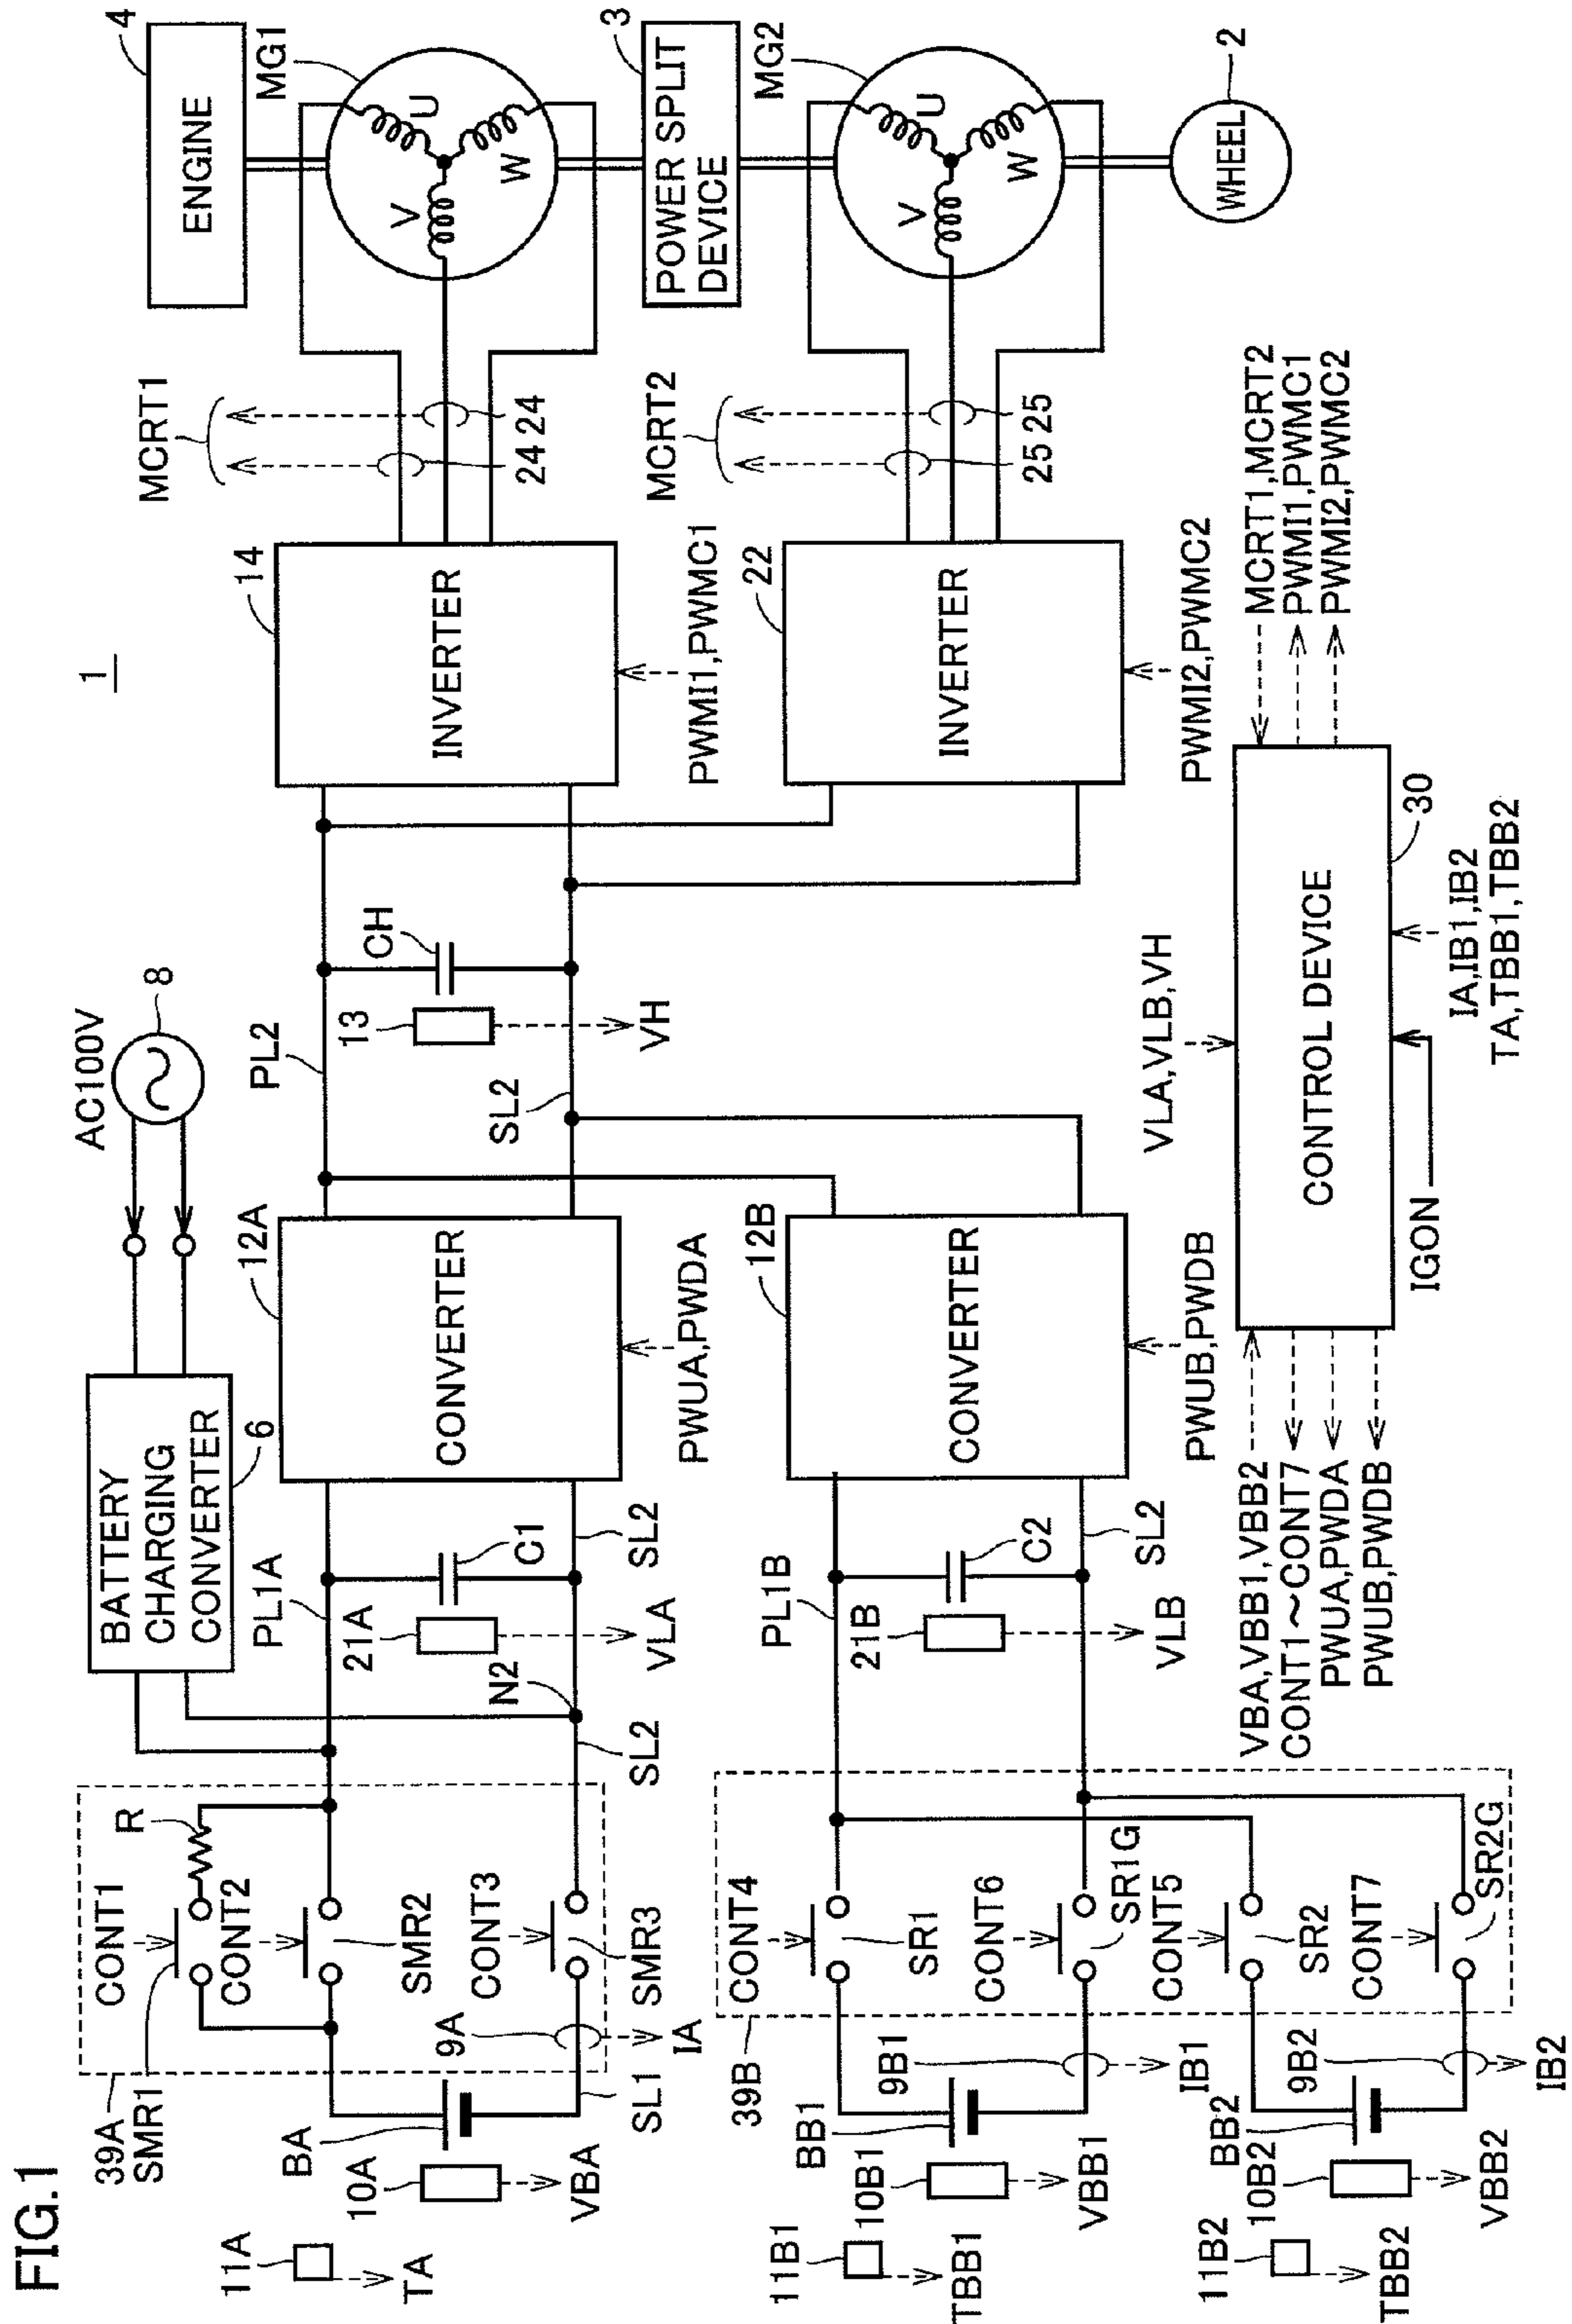 FIG.1
1
39A
SMR1
CONT1
R
CONT2
SMR2
CONT3
SMR3
9A
IA
SL1
BA
10A
VBA
11A
TA
BATTERY
CHARGING
CONVERTER
6
AC100V
8
PL1A
21A
C1
VLA
N2
SL2
SL2
12A
CONVERTER
PWUA,PWDA
PL2
SL2
13
CH
VH
14
INVERTER
PWMI1,PWMC1
MCRT1
24
24
ENGINE
4
MG1
U
V
W
POWER SPLIT
DEVICE
3
39B
CONT4
SR1
CONT6
SR1G
CONT5
SR2
CONT7
SR2G
9B1
IB1
BB1
10B1
VBB1
11B1
TBB1
9B2
IB2
BB2
10B2
VBB2
11B2
TBB2
PL1B
21B
C2
VLB
SL2
12B
CONVERTER
PWUB,PWDB
22
INVERTER
PWMI2,PWMC2
MCRT2
25
25
MG2
U
V
W
WHEEL
2
VBA,VBB1,VBB2
CONT1~CONT7
PWUA,PWDA
PWUB,PWDB
VLA,VLB,VH
CONTROL DEVICE
30
IGON
IA,IB1,IB2
TA,TBB1,TBB2
MCRT1,MCRT2
PWMI1,PWMC1
PWMI2,PWMC2